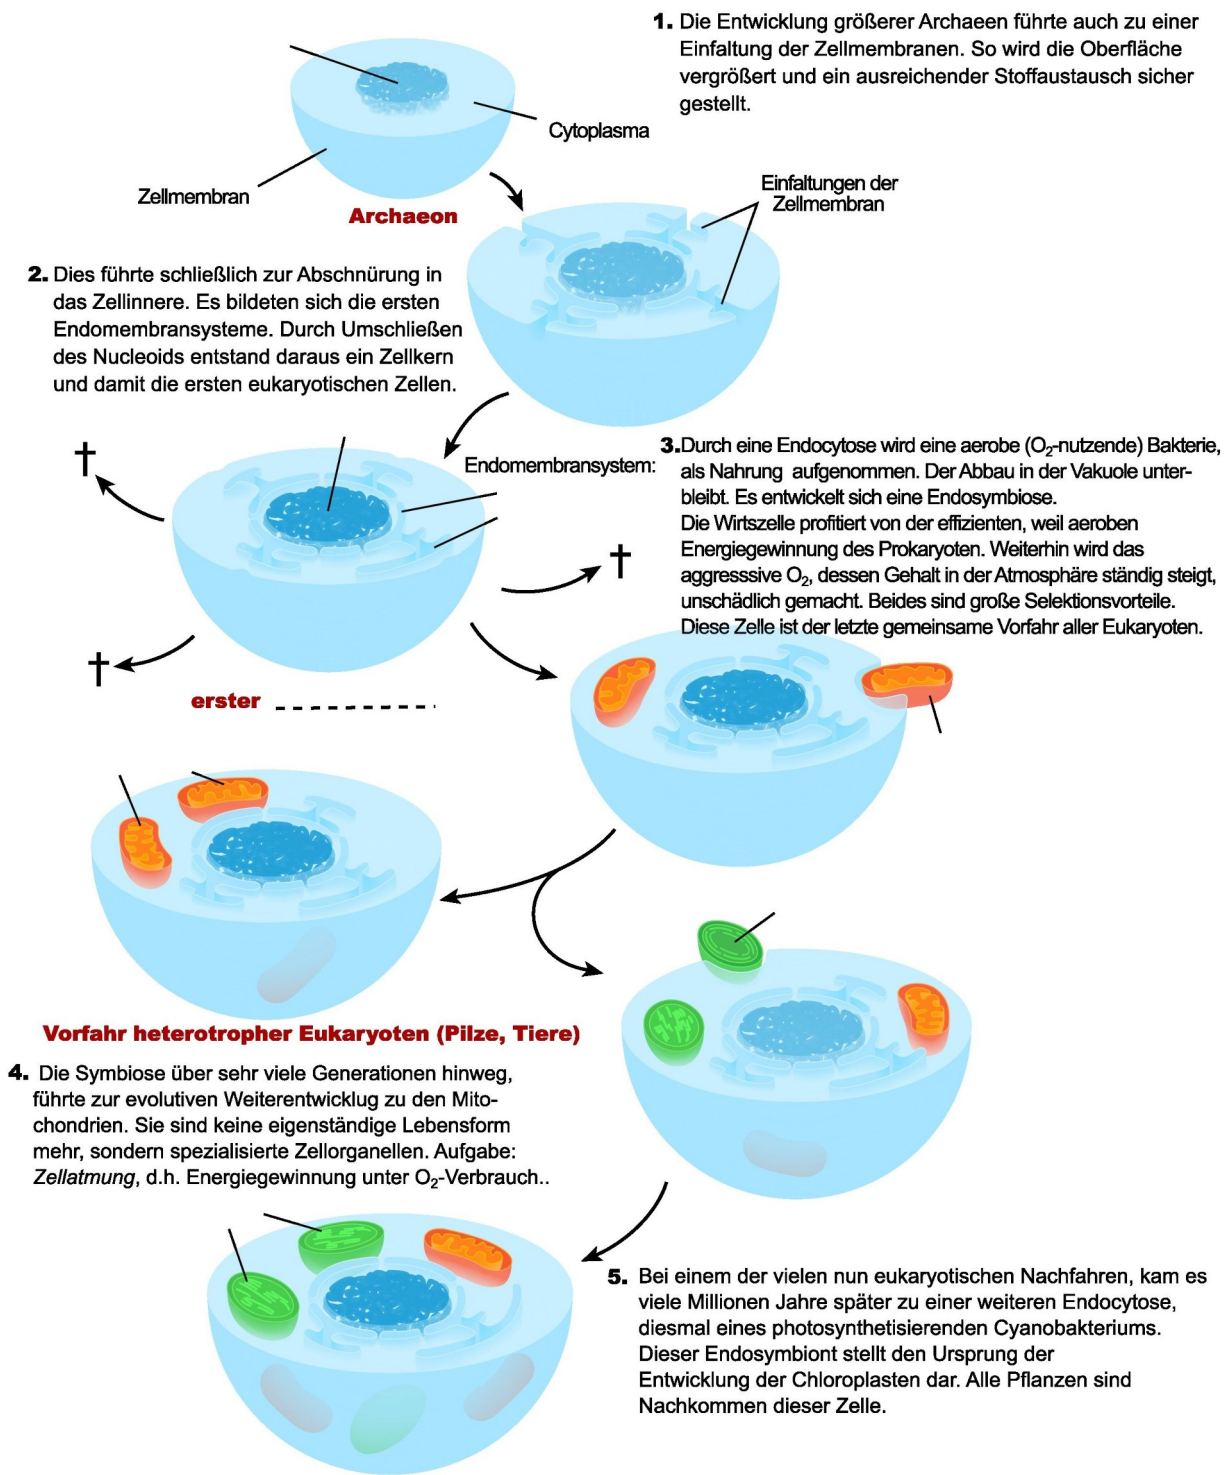 1. Die Entwicklung größerer Archaeen führte auch zu einer
Einfaltung der Zellmembranen. So wird die Oberfläche
vergrößert und ein ausreichender Stoffaustausch sicher
gestellt.
Cytoplasma
Zellmembran
Archaeon
Einfaltungen der
Zellmembran
2. Dies führte schließlich zur Abschnürung in
das Zellinnere. Es bildeten sich die ersten
Endomembransysteme. Durch Umschließen
des Nucleoids entstand daraus ein Zellkern
und damit die ersten eukaryotischen Zellen.
Endomembransystem:
3. Durch eine Endocytose wird eine aerobe (O₂-nutzende) Bakterie,
als Nahrung aufgenommen. Der Abbau in der Vakuole unter-
bleibt. Es entwickelt sich eine Endosymbiose.
Die Wirtszelle profitiert von der effizienten, weil aeroben
Energiegewinnung des Prokaryoten. Weiterhin wird das
aggresssive O₂, dessen Gehalt in der Atmosphäre ständig steigt,
unschädlich gemacht. Beides sind große Selektionsvorteile.
Diese Zelle ist der letzte gemeinsame Vorfahr aller Eukaryoten.
erster
Vorfahr heterotropher Eukaryoten (Pilze, Tiere)
4. Die Symbiose über sehr viele Generationen hinweg,
führte zur evolutiven Weiterentwicklug zu den Mito-
chondrien. Sie sind keine eigenständige Lebensform
mehr, sondern spezialisierte Zellorganellen. Aufgabe:
Zellatmung, d.h. Energiegewinnung unter O₂-Verbrauch..
5. Bei einem der vielen nun eukaryotischen Nachfahren, kam es
viele Millionen Jahre später zu einer weiteren Endocytose,
diesmal eines photosynthetisierenden Cyanobakteriums.
Dieser Endosymbiont stellt den Ursprung der
Entwicklung der Chloroplasten dar. Alle Pflanzen sind
Nachkommen dieser Zelle.